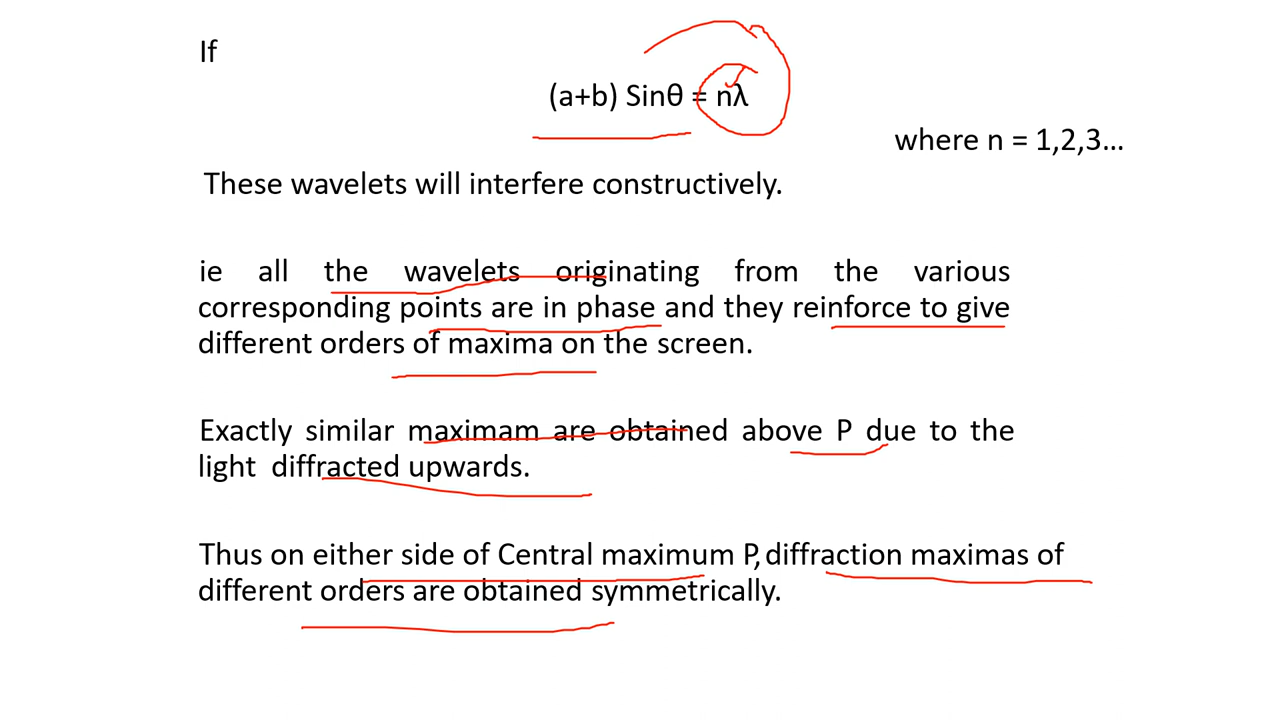 If
(a+b) Sinθ = nλ
where n = 1,2,3...
These wavelets will interfere constructively.
ie all the wavelets originating from the various
corresponding points are in phase and they reinforce to give
different orders of maxima on the screen.
Exactly similar maximam are obtained above P due to the
light diffracted upwards.
Thus on either side of Central maximum P, diffraction maximas of
different orders are obtained symmetrically.